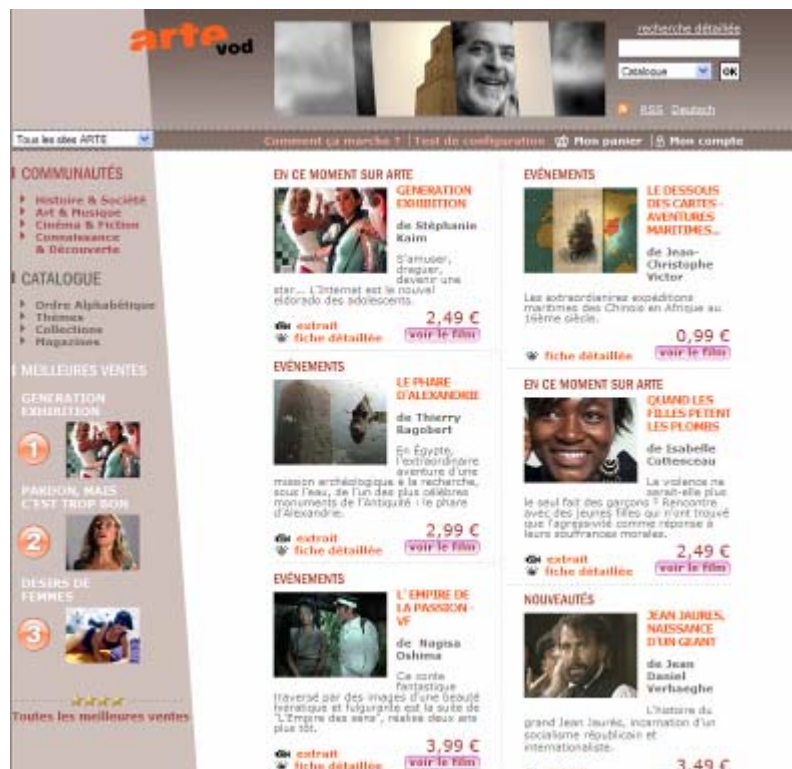 arte
vod
recherche détaillée
Catalogue
OK
RSS Deutsch
Tous les sites ARTE
Comment ça marche ? | Test de configuration
Mon panier
Mon compte
COMMUNAUTÉS
Histoire & Société
Art & Musique
Cinéma & Fiction
Connaissance
& Découverte
CATALOGUE
Ordre Alphabétique
Thèmes
Collections
Magazines
MEILLEURES VENTES
GENERATION
EXHIBITION
1
PARDON, MAIS
C'EST TROP BON
2
DESIRS DE
FEMMES
3
Toutes les meilleures ventes
EN CE MOMENT SUR ARTE
GENERATION
EXHIBITION
de Stéphanie
Kaim
S'amuser,
draguer,
devenir une
star... L'Internet est le nouvel
eldorado des adolescents.
2,49 €
extrait
fiche détaillée
voir le film
EVÉNEMENTS
LE PHARE
D'ALEXANDRIE
de Thierry
Ragobert
En Égypte,
l'extraordinaire
aventure d'une
mission archéologique à la recherche,
sous l'eau, de l'un des plus célèbres
monuments de l'Antiquité : le phare
d'Alexandrie.
2,99 €
extrait
fiche détaillée
voir le film
EVÉNEMENTS
L'EMPIRE DE
LA PASSION -
VF
de Nagisa
Oshima
Ce conte
fantastique
traversé par des images d'une beauté
hiératique et fulgurante est la suite de
"L'Empire des sens", réalisé deux ans
plus tôt.
3,99 €
extrait
fiche détaillée
voir le film
EVÉNEMENTS
LE DESSOUS
DES CARTES -
AVENTURES
MARITIMES...
de Jean-
Christophe
Victor
Les extraordianires expéditions
maritimes des Chinois en Afrique au
16ème siècle.
0,99 €
fiche détaillée
voir le film
EN CE MOMENT SUR ARTE
QUAND LES
FILLES PETENT
LES PLOMBS
de Isabelle
Cottenceau
La violence ne
serait-elle plus
le seul fait des garçons ? Rencontre
avec des jeunes filles qui n'ont trouvé
que l'agressivité comme réponse à
leurs souffrances morales.
2,49 €
extrait
fiche détaillée
voir le film
NOUVEAUTÉS
JEAN JAURES,
NAISSANCE
D'UN GEANT
de Jean
Daniel
Verhaeghe
L'histoire du
grand Jean Jaurès, incarnation d'un
socialisme républicain et
internationaliste.
3,49 €